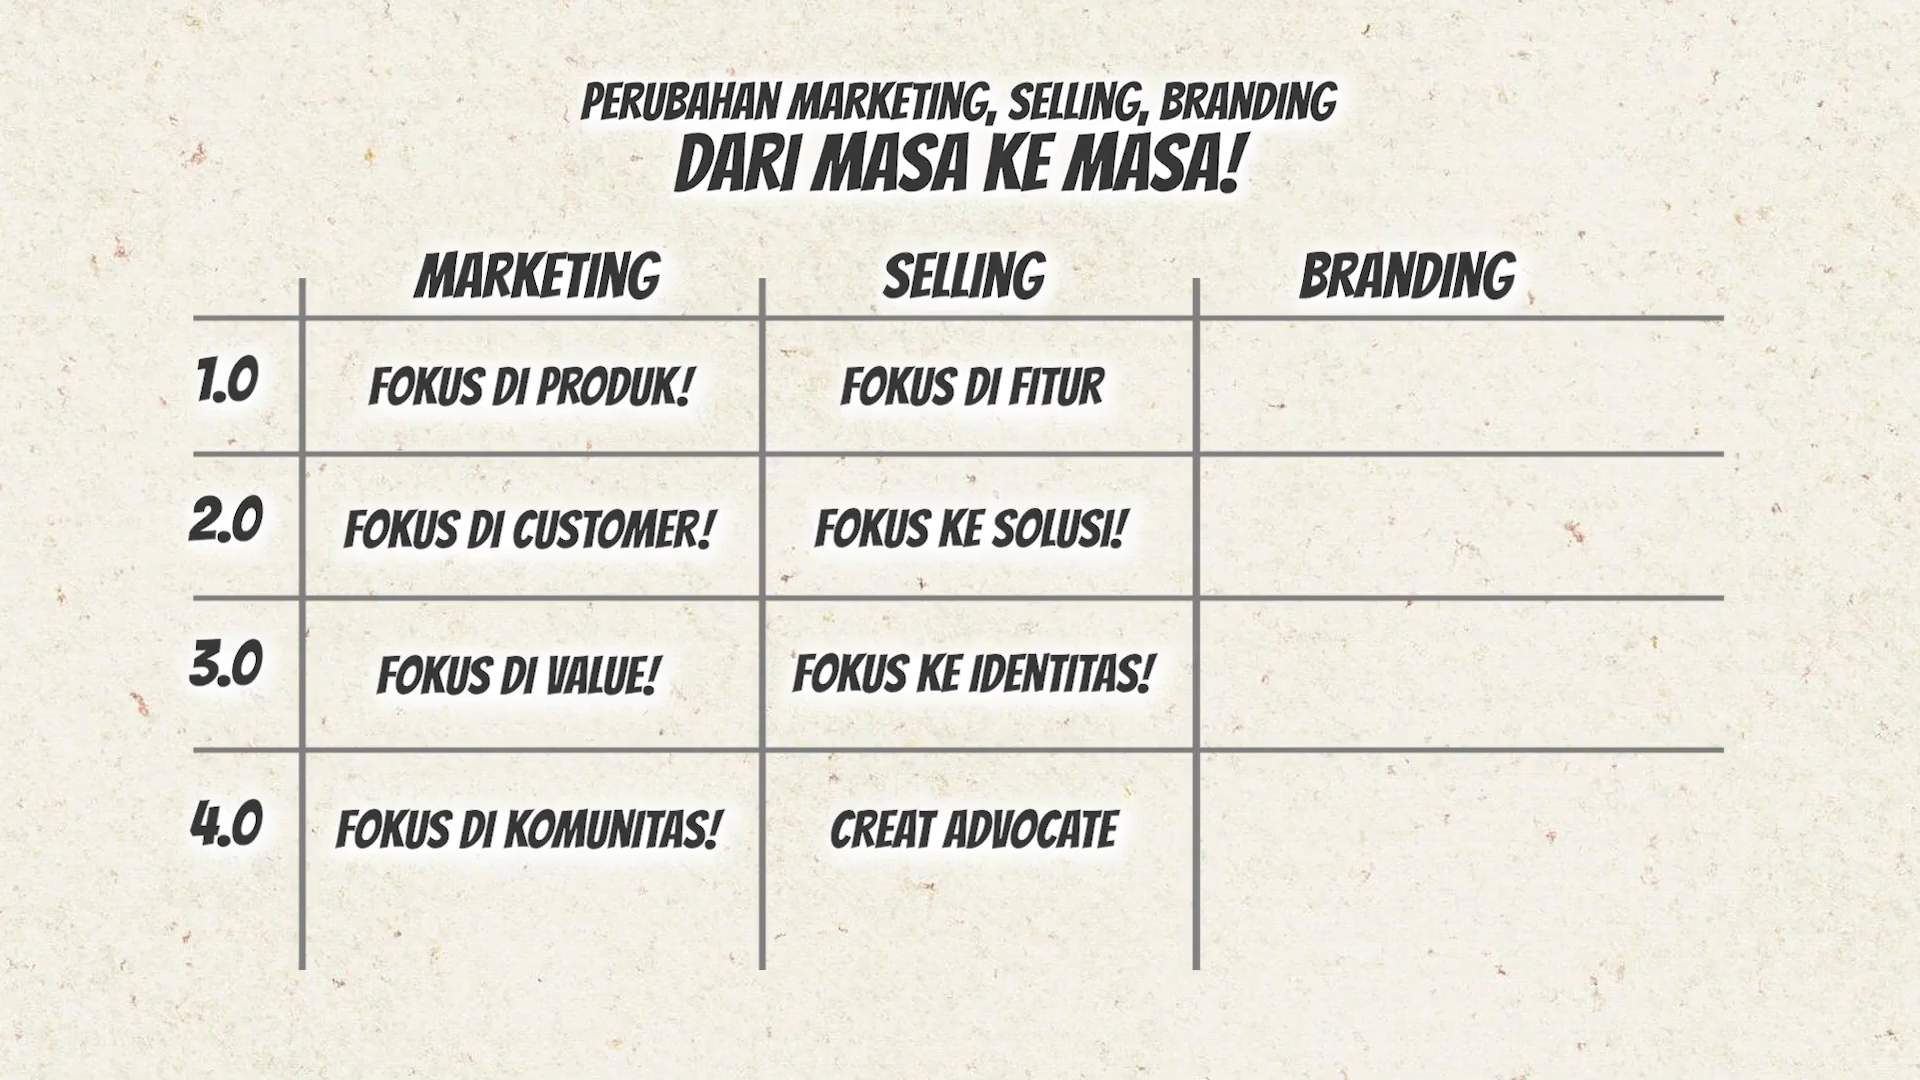 PERUBAHAN MARKETING, SELLING, BRANDING
DARI MASA KE MASA!
MARKETING SELLING BRANDING
1.0 FOKUS DI PRODUK! FOKUS DI FITUR
2.0 FOKUS DI CUSTOMER! FOKUS KE SOLUSI!
3.0 FOKUS DI VALUE! FOKUS KE IDENTITAS!
4.0 FOKUS DI KOMUNITAS! CREAT ADVOCATE